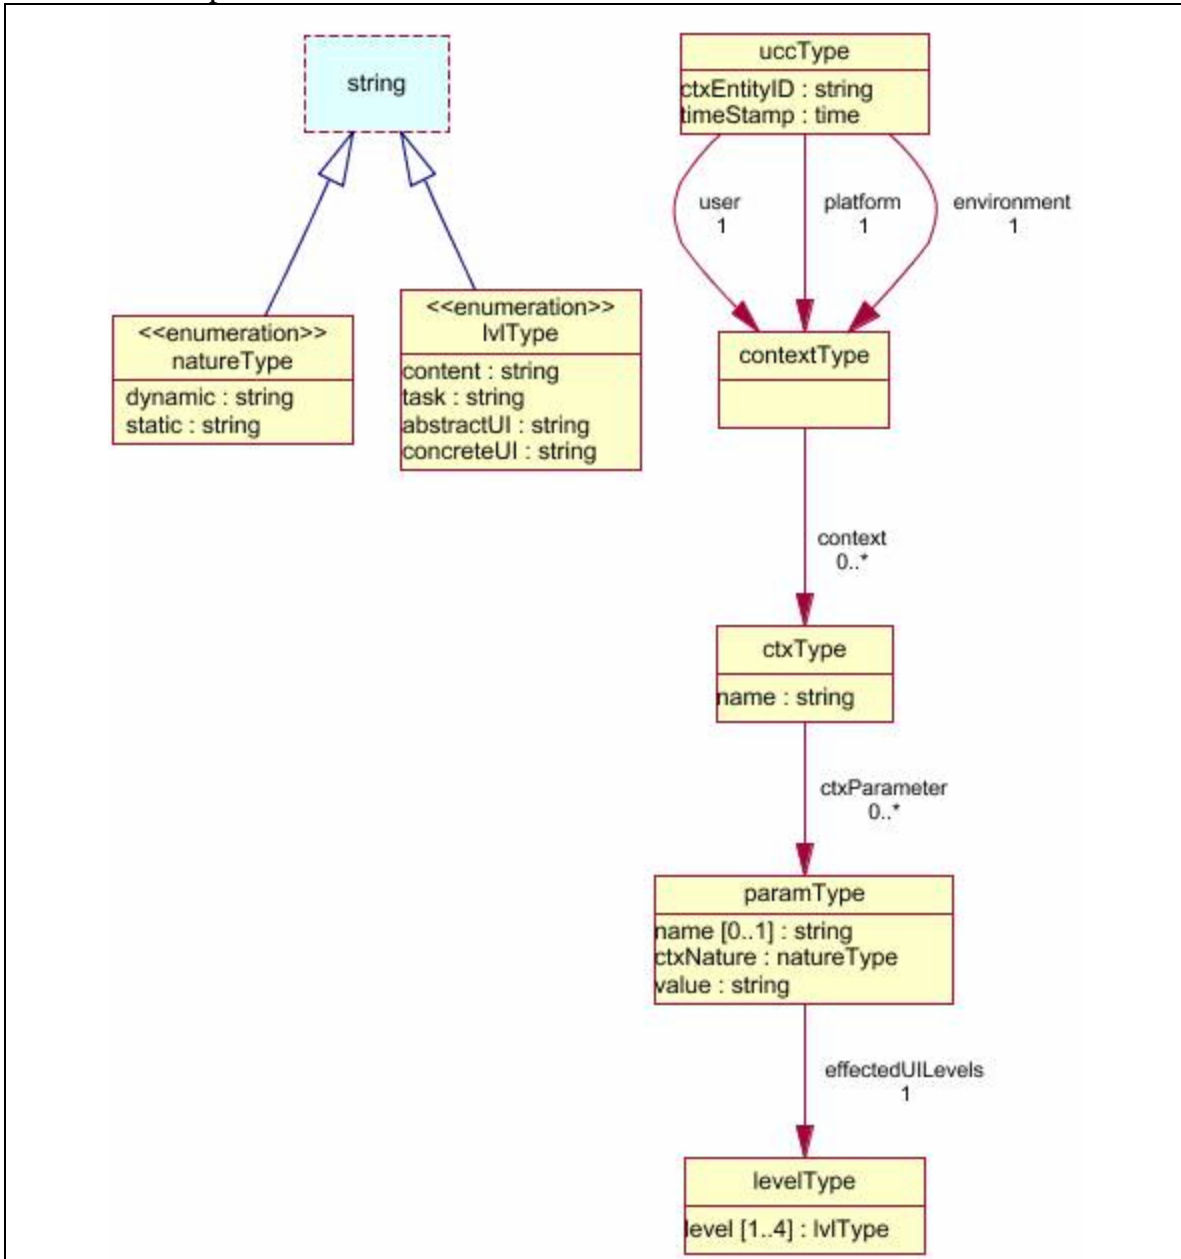 string
uccType
ctxEntityID : string
timeStamp : time
user
1
platform
1
environment
1
<<enumeration>>
natureType
dynamic : string
static : string
<<enumeration>>
lvlType
content : string
task : string
abstractUI : string
concreteUI : string
contextType
context
0..*
ctxType
name : string
ctxParameter
0..*
paramType
name [0..1] : string
ctxNature : natureType
value : string
effectedUILevels
1
levelType
level [1..4] : lvlType